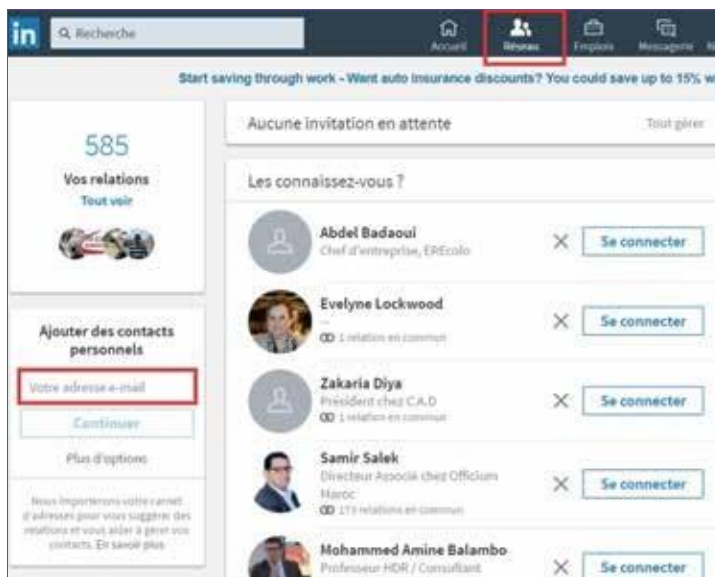 in
Recherche
Accueil
Réseau
Emplois
Messagerie
N
Start saving through work - Want auto insurance discounts? You could save up to 15% w
585
Vos relations
Tout voir
Aucune invitation en attente
Tout gérer
Les connaissez-vous ?
Abdel Badaoui
Chef d'entreprise, EREcolo
Se connecter
Evelyne Lockwood
--
1 relation en commun
Se connecter
Zakaria Diya
Président chez C.A.D
1 relation en commun
Se connecter
Samir Salek
Directeur Associé chez Officium
Maroc
173 relations en commun
Se connecter
Mohammed Amine Balambo
Professeur HDR / Consultant
Se connecter
Ajouter des contacts
personnels
Votre adresse e-mail
Continuer
Plus d'options
Nous importerons votre carnet
d'adresses pour vous suggérer des
relations et vous aider à gérer vos
contacts. En savoir plus